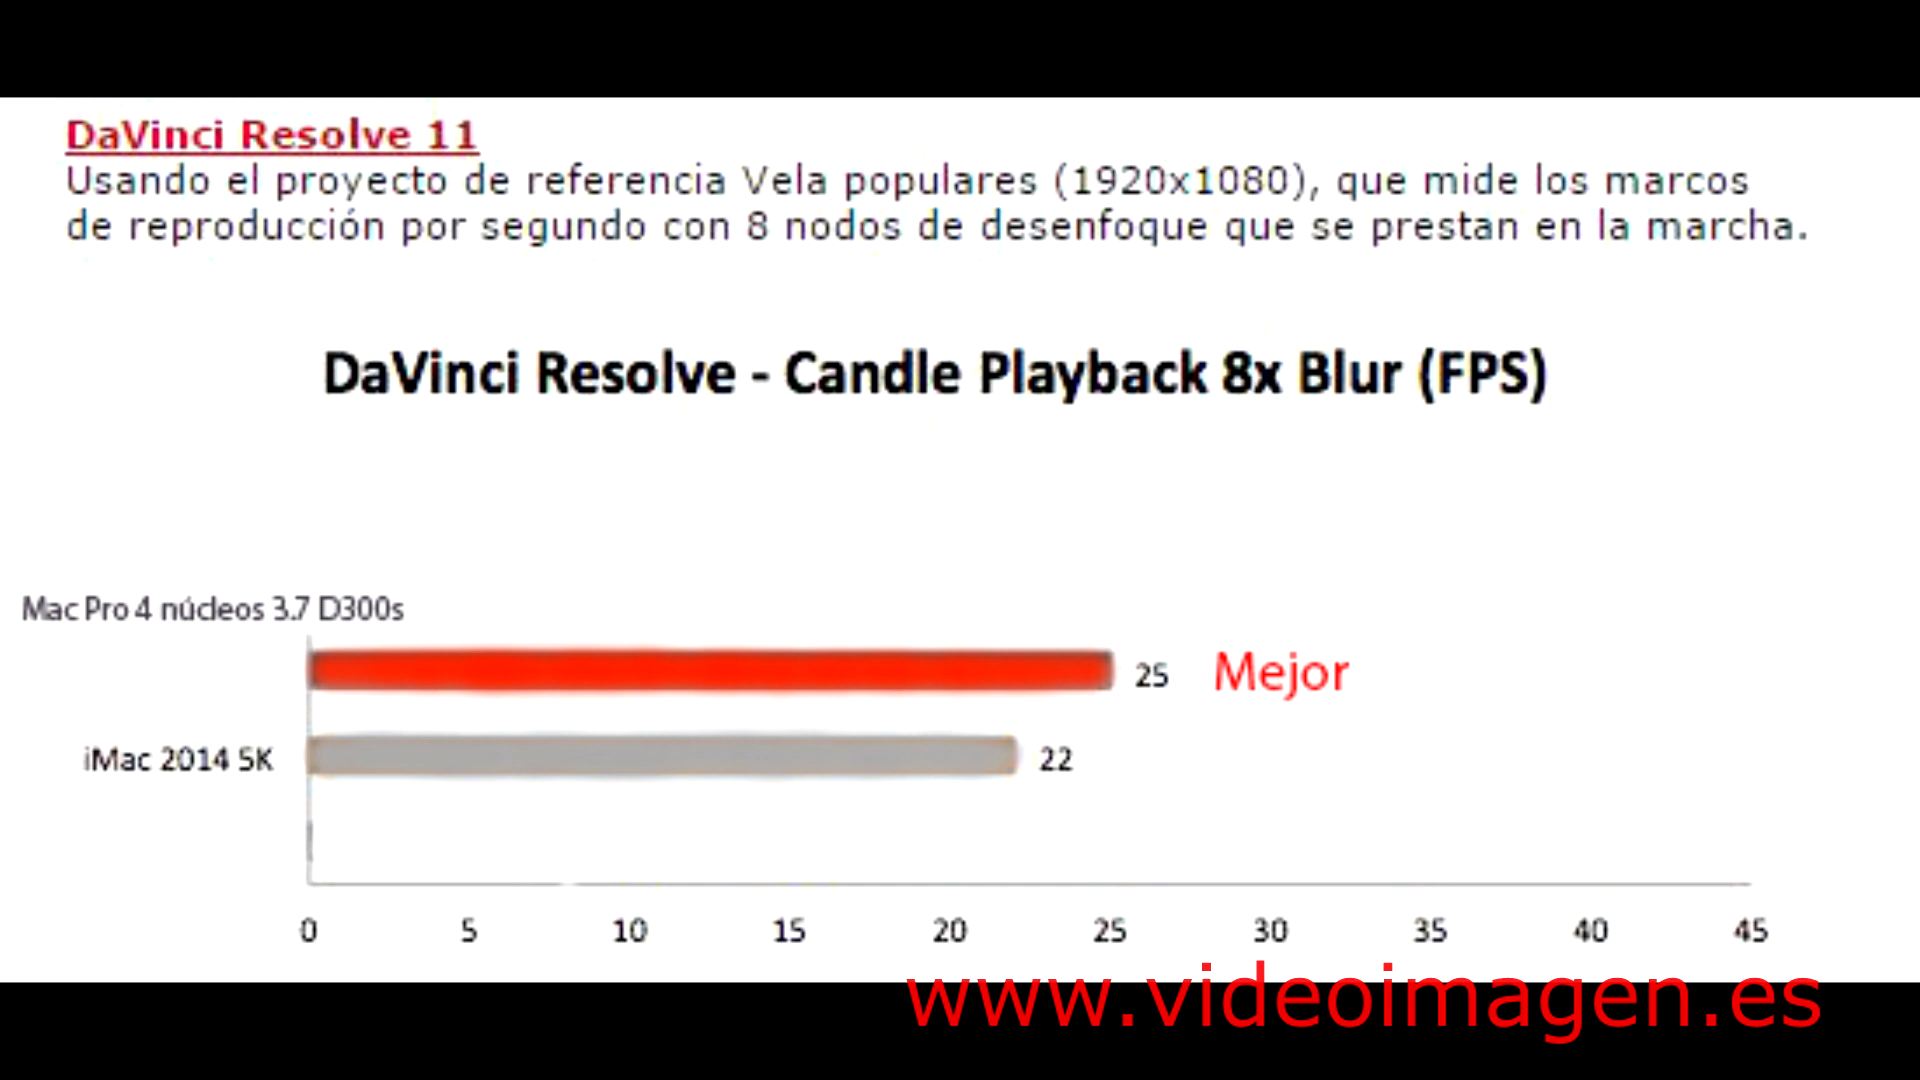 DaVinci Resolve 11
Usando el proyecto de referencia Vela populares (1920x1080), que mide los marcos
de reproducción por segundo con 8 nodos de desenfoque que se prestan en la marcha.
DaVinci Resolve - Candle Playback 8x Blur (FPS)
Mac Pro 4 núcleos 3.7 D300s
25 Mejor
iMac 2014 5K 22
0 5 10 15 20 25 30 35 40 45
www.videoimagen.es